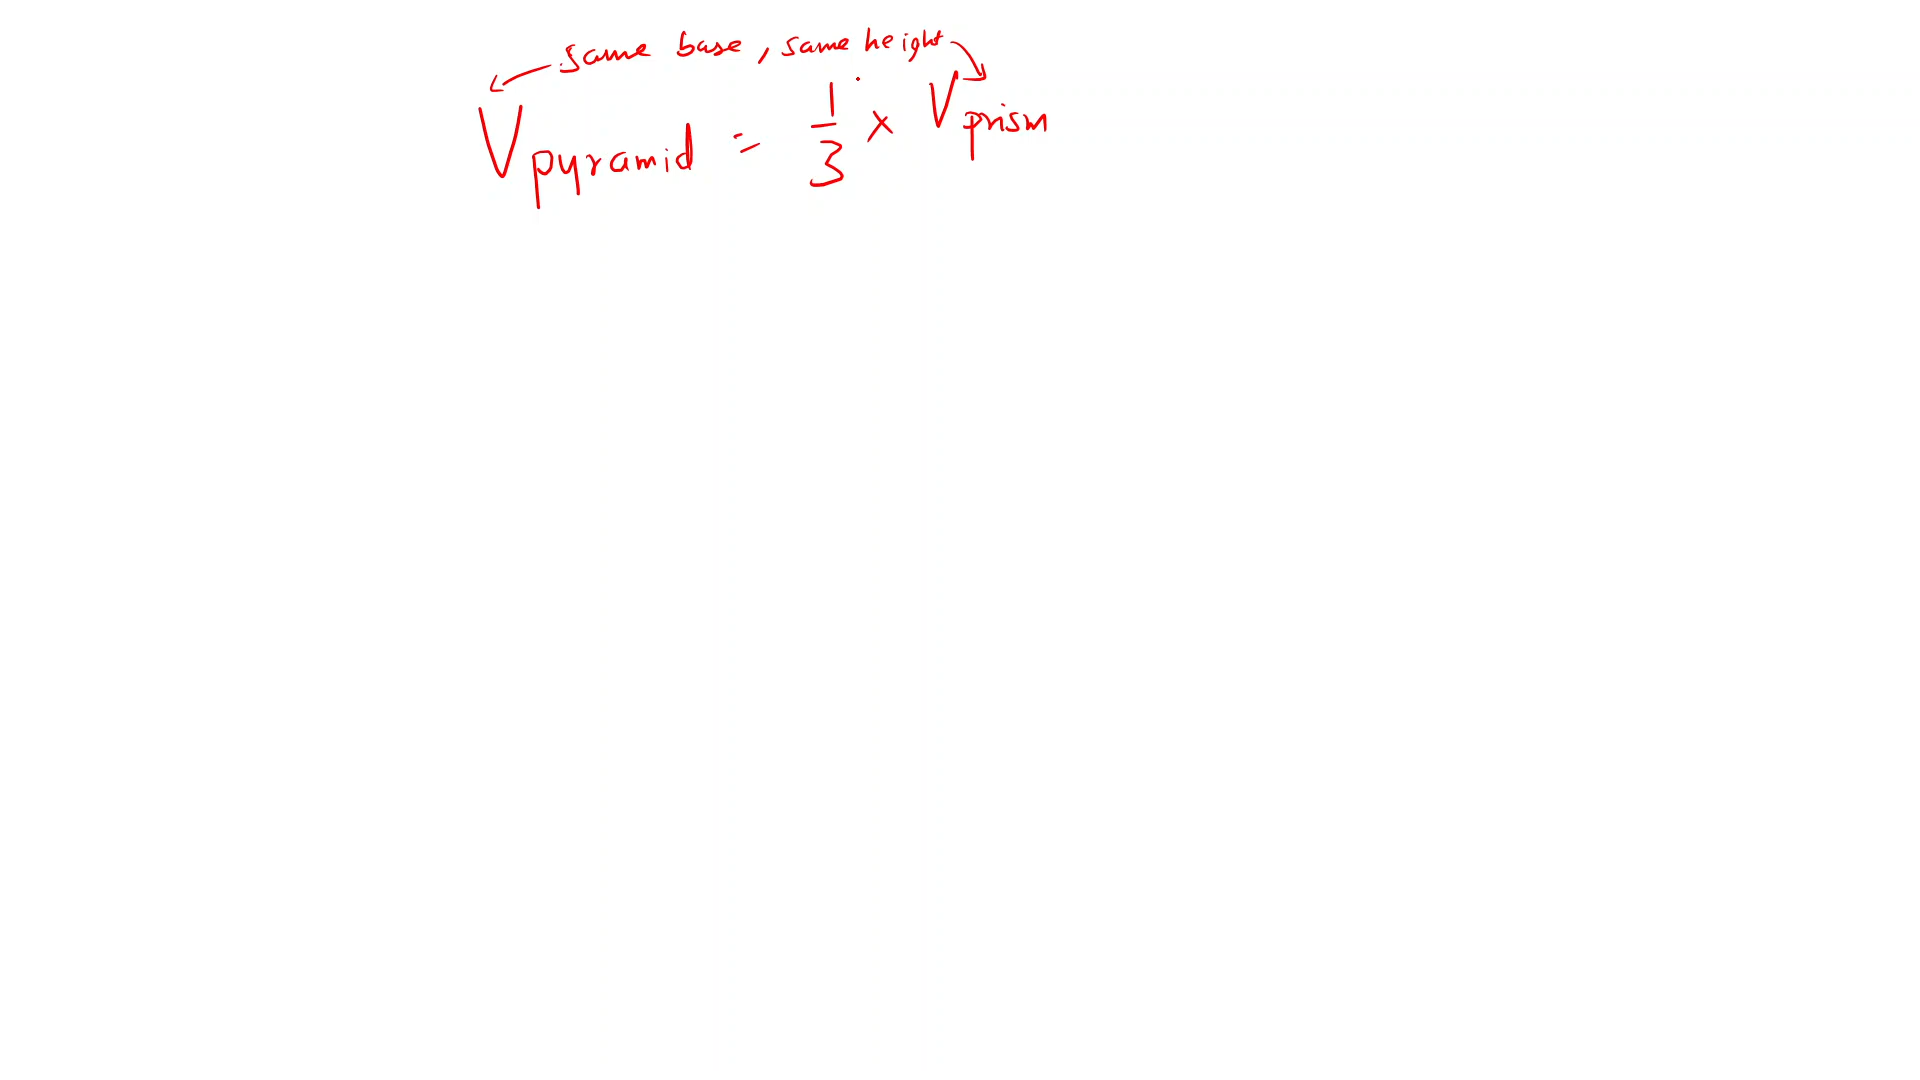 same base, same height
V pyramid = 1/3 × V prism